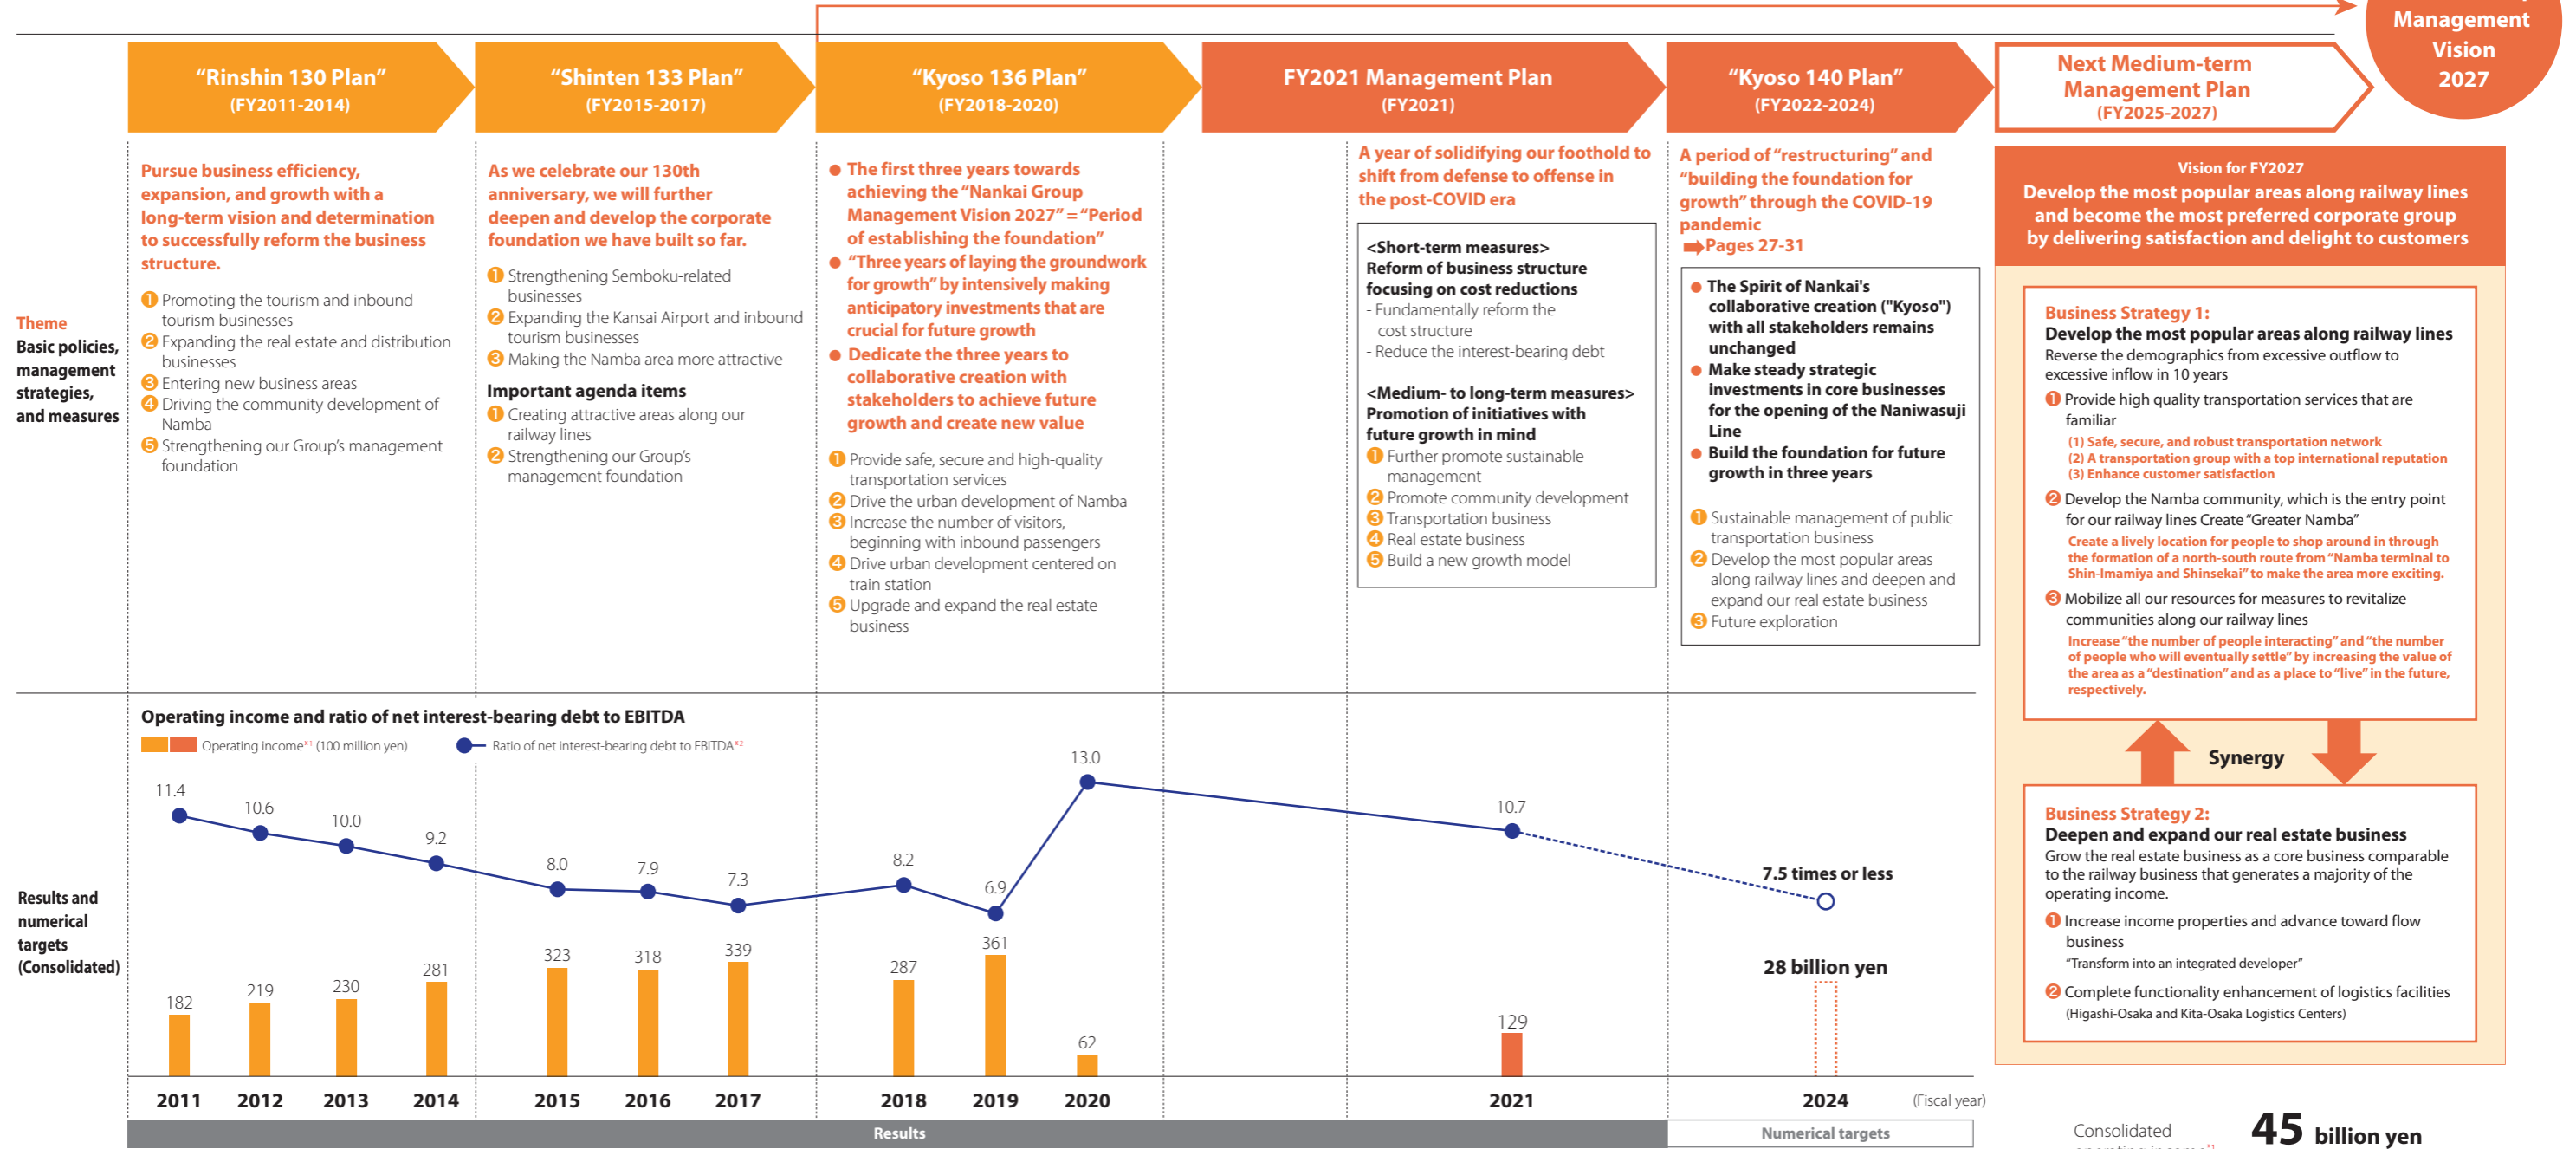 Management
Vision
2027
“Rinshin 130 Plan”
(FY2011-2014)
“Shinten 133 Plan”
(FY2015-2017)
“Kyoso 136 Plan”
(FY2018-2020)
FY2021 Management Plan
(FY2021)
“Kyoso 140 Plan”
(FY2022-2024)
Next Medium-term
Management Plan
(FY2025-2027)
Theme
Basic policies,
management
strategies,
and measures
Pursue business efficiency,
expansion, and growth with a
long-term vision and determination
to successfully reform the business
structure.
❶ Promoting the tourism and inbound
tourism businesses
❷ Expanding the real estate and distribution
businesses
❸ Entering new business areas
❹ Driving the community development of
Namba
❺ Strengthening our Group’s management
foundation
As we celebrate our 130th
anniversary, we will further
deepen and develop the corporate
foundation we have built so far.
❶ Strengthening Semboku-related
businesses
❷ Expanding the Kansai Airport and inbound
tourism businesses
❸ Making the Namba area more attractive
Important agenda items
❶ Creating attractive areas along our
railway lines
❷ Strengthening our Group’s
management foundation
● The first three years towards
achieving the “Nankai Group
Management Vision 2027” = “Period
of establishing the foundation”
● “Three years of laying the groundwork
for growth” by intensively making
anticipatory investments that are
crucial for future growth
● Dedicate the three years to
collaborative creation with
stakeholders to achieve future
growth and create new value
❶ Provide safe, secure and high-quality
transportation services
❷ Drive the urban development of Namba
❸ Increase the number of visitors,
beginning with inbound passengers
❹ Drive urban development centered on
train station
❺ Upgrade and expand the real estate
business
A year of solidifying our foothold to
shift from defense to offense in
the post-COVID era
<Short-term measures>
Reform of business structure
focusing on cost reductions
- Fundamentally reform the
cost structure
- Reduce the interest-bearing debt
<Medium- to long-term measures>
Promotion of initiatives with
future growth in mind
❶ Further promote sustainable
management
❷ Promote community development
❸ Transportation business
❹ Real estate business
❺ Build a new growth model
A period of “restructuring” and
“building the foundation for
growth” through the COVID-19
pandemic
➡Pages 27-31
● The Spirit of Nankai's
collaborative creation ("Kyoso")
with all stakeholders remains
unchanged
● Make steady strategic
investments in core businesses
for the opening of the Naniwasuji
Line
● Build the foundation for future
growth in three years
❶ Sustainable management of public
transportation business
❷ Develop the most popular areas
along railway lines and deepen and
expand our real estate business
❸ Future exploration
Vision for FY2027
Develop the most popular areas along railway lines
and become the most preferred corporate group
by delivering satisfaction and delight to customers
Business Strategy 1:
Develop the most popular areas along railway lines
Reverse the demographics from excessive outflow to
excessive inflow in 10 years
❶ Provide high quality transportation services that are
familiar
(1) Safe, secure, and robust transportation network
(2) A transportation group with a top international reputation
(3) Enhance customer satisfaction
❷ Develop the Namba community, which is the entry point
for our railway lines Create “Greater Namba”
Create a lively location for people to shop around in through
the formation of a north-south route from “Namba terminal to
Shin-Imamiya and Shinsekai” to make the area more exciting.
❸ Mobilize all our resources for measures to revitalize
communities along our railway lines
Increase “the number of people interacting” and “the number
of people who will eventually settle” by increasing the value of
the area as a “destination” and as a place to “live” in the future,
respectively.
Synergy
Business Strategy 2:
Deepen and expand our real estate business
Grow the real estate business as a core business comparable
to the railway business that generates a majority of the
operating income.
❶ Increase income properties and advance toward flow
business
“Transform into an integrated developer”
❷ Complete functionality enhancement of logistics facilities
(Higashi-Osaka and Kita-Osaka Logistics Centers)
Results and
numerical
targets
(Consolidated)
Operating income and ratio of net interest-bearing debt to EBITDA
Operating income*1 (100 million yen)
Ratio of net interest-bearing debt to EBITDA*2
11.4
10.6
10.0
9.2
8.0
7.9
7.3
8.2
6.9
13.0
10.7
7.5 times or less
182
219
230
281
323
318
339
287
361
62
129
28 billion yen
2011 2012 2013 2014 2015 2016 2017 2018 2019 2020 2021 2024 (Fiscal year)
Results
Numerical targets
Consolidated
operating income*1
45 billion yen